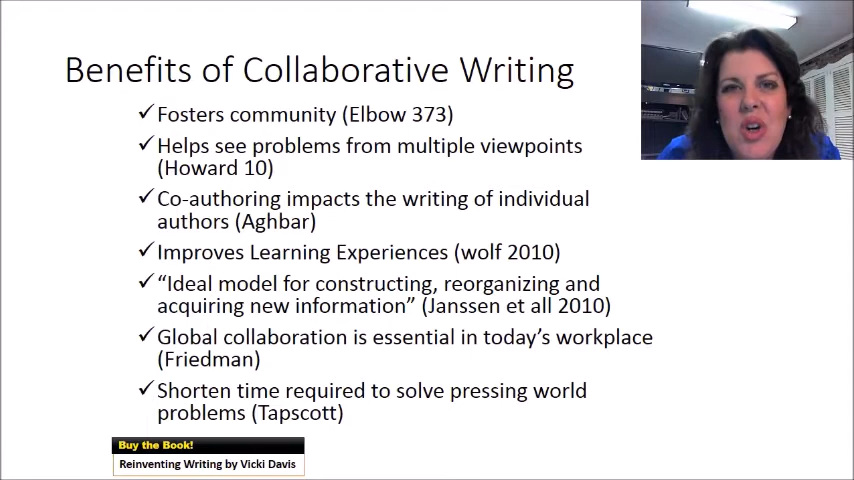 Benefits of Collaborative Writing
✓Fosters community (Elbow 373)
✓Helps see problems from multiple viewpoints
(Howard 10)
✓Co-authoring impacts the writing of individual
authors (Aghbar)
✓Improves Learning Experiences (wolf 2010)
✓“Ideal model for constructing, reorganizing and
acquiring new information” (Janssen et all 2010)
✓Global collaboration is essential in today’s workplace
(Friedman)
✓Shorten time required to solve pressing world
problems (Tapscott)
Buy the Book!
Reinventing Writing by Vicki Davis